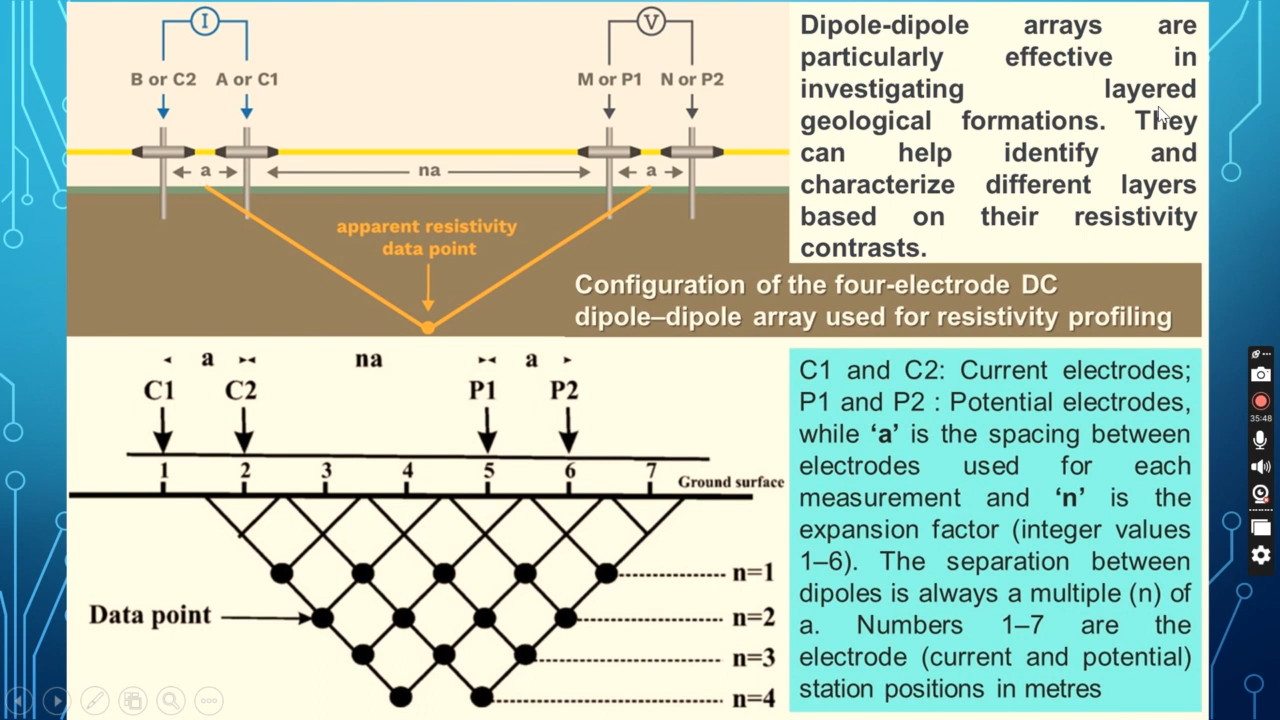 I
V
B or C2 A or C1
M or P1 N or P2
a
na
a
apparent resistivity
data point
Dipole-dipole arrays are
particularly effective in
investigating layered
geological formations. They
can help identify and
characterize different layers
based on their resistivity
contrasts.
Configuration of the four-electrode DC
dipole–dipole array used for resistivity profiling
a na a
C1 C2 P1 P2
1 2 3 4 5 6 7
Ground surface
n=1
Data point
n=2
n=3
n=4
C1 and C2: Current electrodes;
P1 and P2 : Potential electrodes,
while ‘a’ is the spacing between
electrodes used for each
measurement and ‘n’ is the
expansion factor (integer values
1–6). The separation between
dipoles is always a multiple (n) of
a. Numbers 1–7 are the
electrode (current and potential)
station positions in metres
35:48